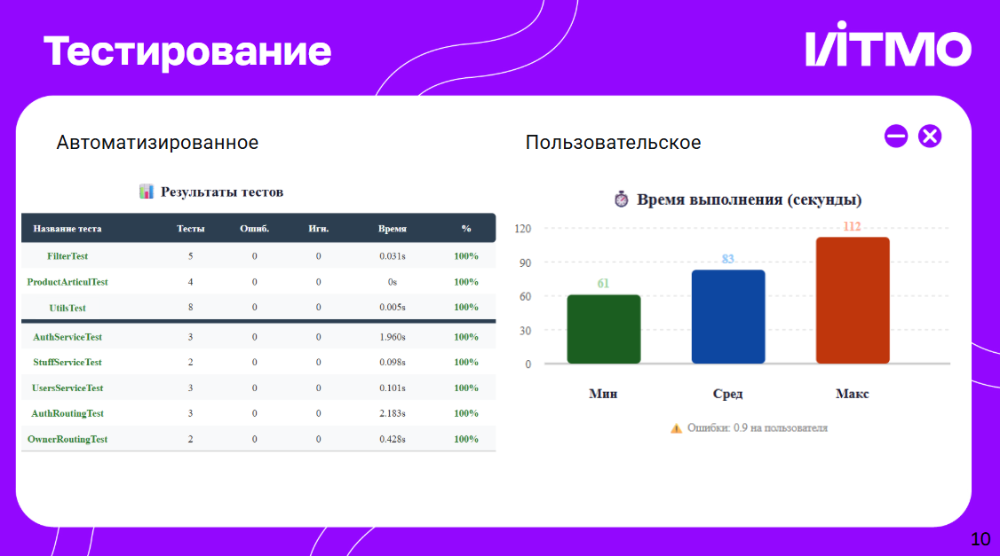 Тестирование
ИТМО
Автоматизированное
Результаты тестов
Название теста Тесты Ошиб. Игн. Время %
FilterTest 5 0 0 0.031s 100%
ProductArticulTest 4 0 0 0s 100%
UtilsTest 8 0 0 0.005s 100%
AuthServiceTest 3 0 0 1.960s 100%
StuffServiceTest 2 0 0 0.098s 100%
UsersServiceTest 3 0 0 0.101s 100%
AuthRoutingTest 3 0 0 2.183s 100%
OwnerRoutingTest 2 0 0 0.428s 100%
Пользовательское
Время выполнения (секунды)
120
90
60
30
0
61
83
112
Мин Сред Макс
Ошибки: 0.9 на пользователя
10